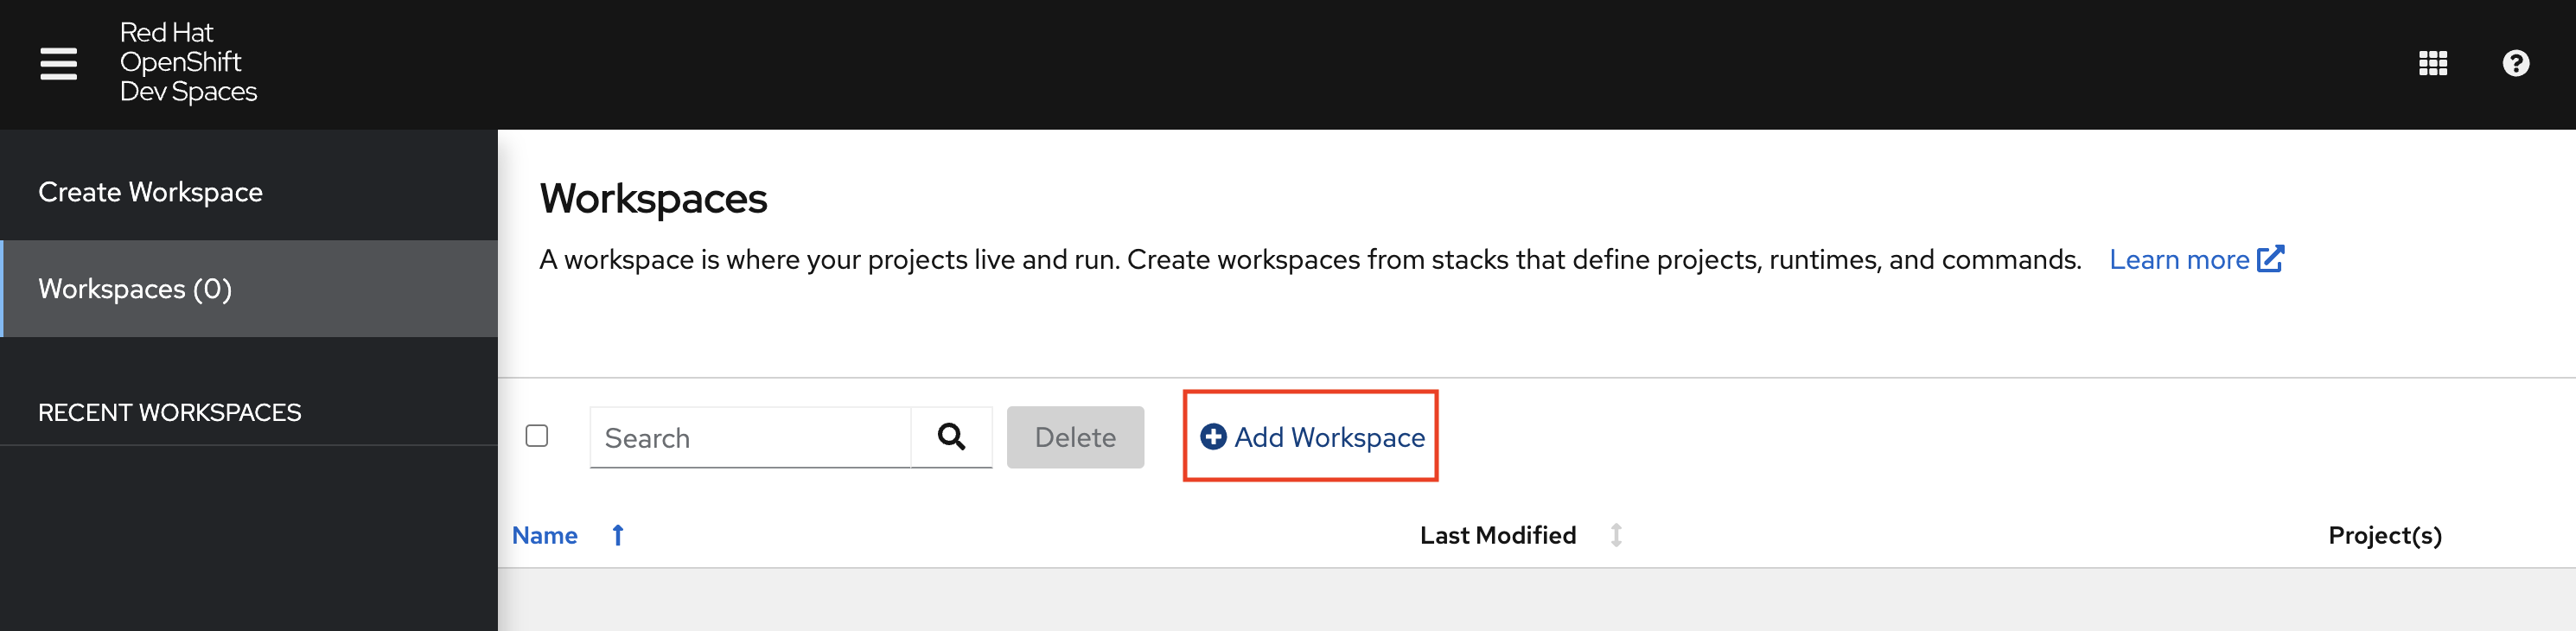 Red Hat
OpenShift
Dev Spaces
Create Workspace
Workspaces (0)
RECENT WORKSPACES
Workspaces
A workspace is where your projects live and run. Create workspaces from stacks that define projects, runtimes, and commands. Learn more
Search Delete Add Workspace
Name Last Modified Project(s)